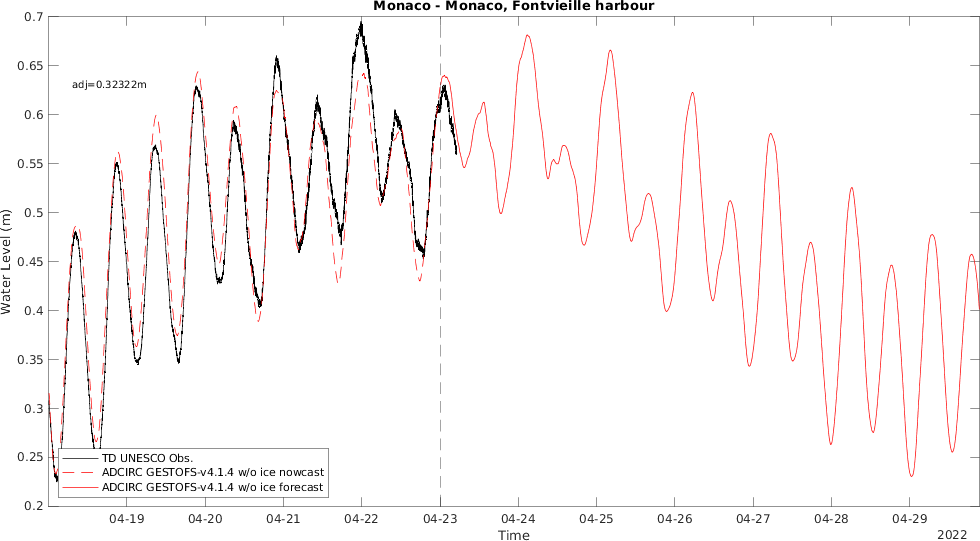 Monaco - Monaco, Fontvieille harbour
0.7
0.65
adj=0.32322m
0.6
0.55
0.5
0.45
0.4
0.35
0.3
0.25
0.2
Water Level (m)
TD UNESCO Obs.
ADCIRC GESTOFS-v4.1.4 w/o ice nowcast
ADCIRC GESTOFS-v4.1.4 w/o ice forecast
04-19 04-20 04-21 04-22 04-23 04-24 04-25 04-26 04-27 04-28 04-29
Time
2022